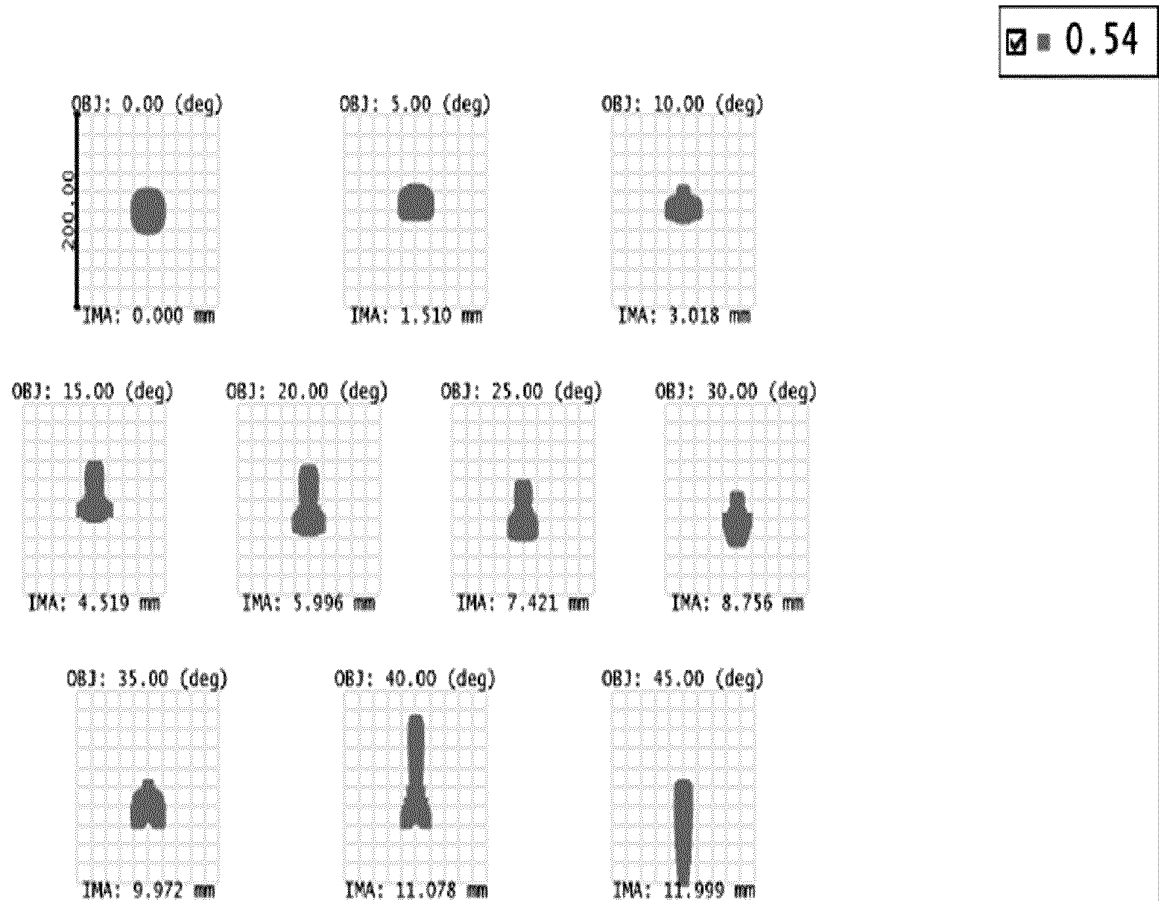 0.54
OBJ: 0.00 (deg) OBJ: 5.00 (deg) OBJ: 10.00 (deg)
200.00
IMA: 0.000 mm IMA: 1.510 mm IMA: 3.018 mm
OBJ: 15.00 (deg) OBJ: 20.00 (deg) OBJ: 25.00 (deg) OBJ: 30.00 (deg)
IMA: 4.519 mm IMA: 5.996 mm IMA: 7.421 mm IMA: 8.756 mm
OBJ: 35.00 (deg) OBJ: 40.00 (deg) OBJ: 45.00 (deg)
IMA: 9.972 mm IMA: 11.078 mm IMA: 11.999 mm